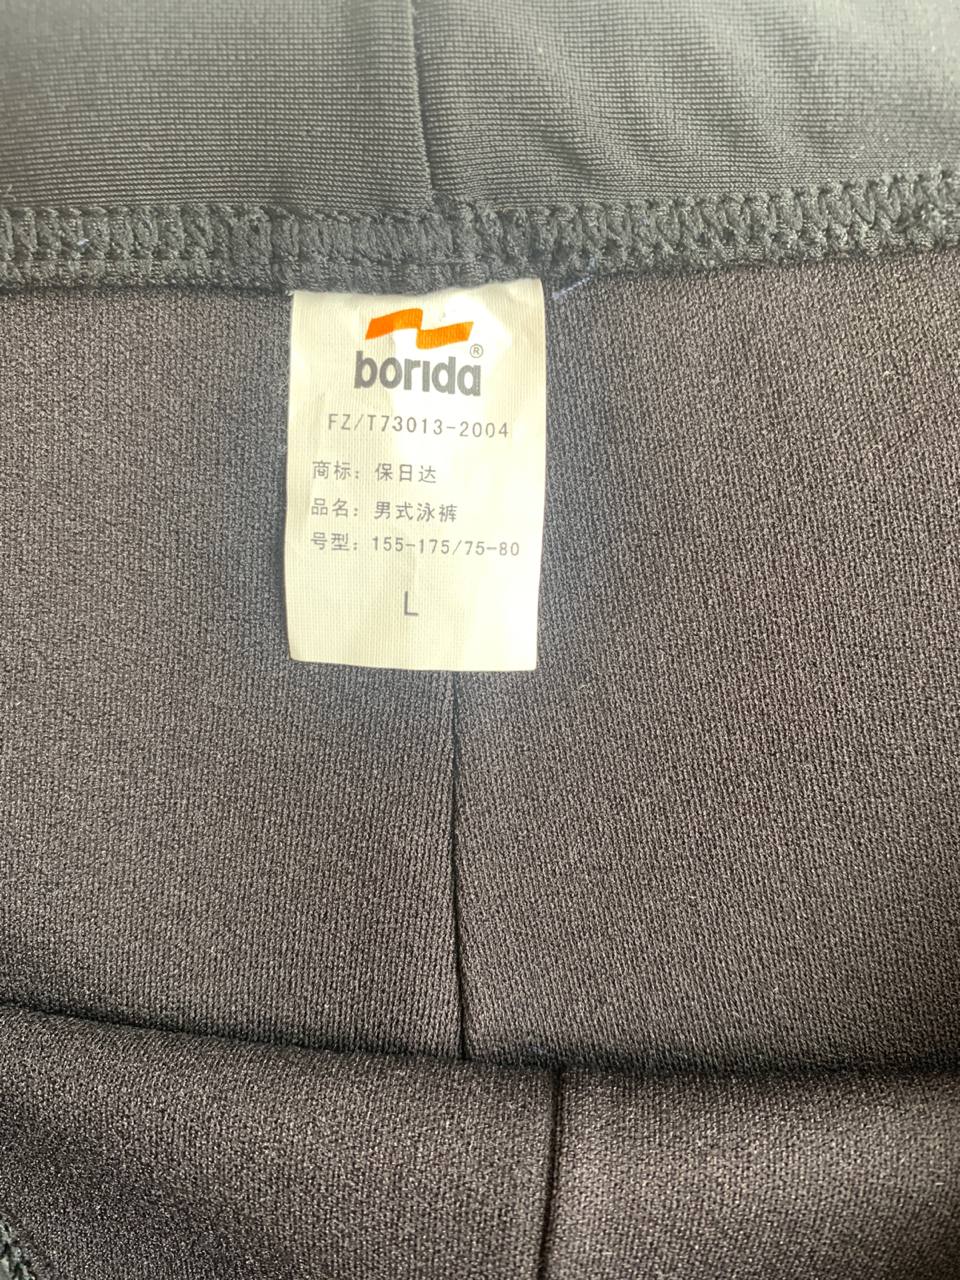 borida®
FZ/T73013-2004
商标：保日达
品名：男式泳裤
号型：155-175/75-80
L